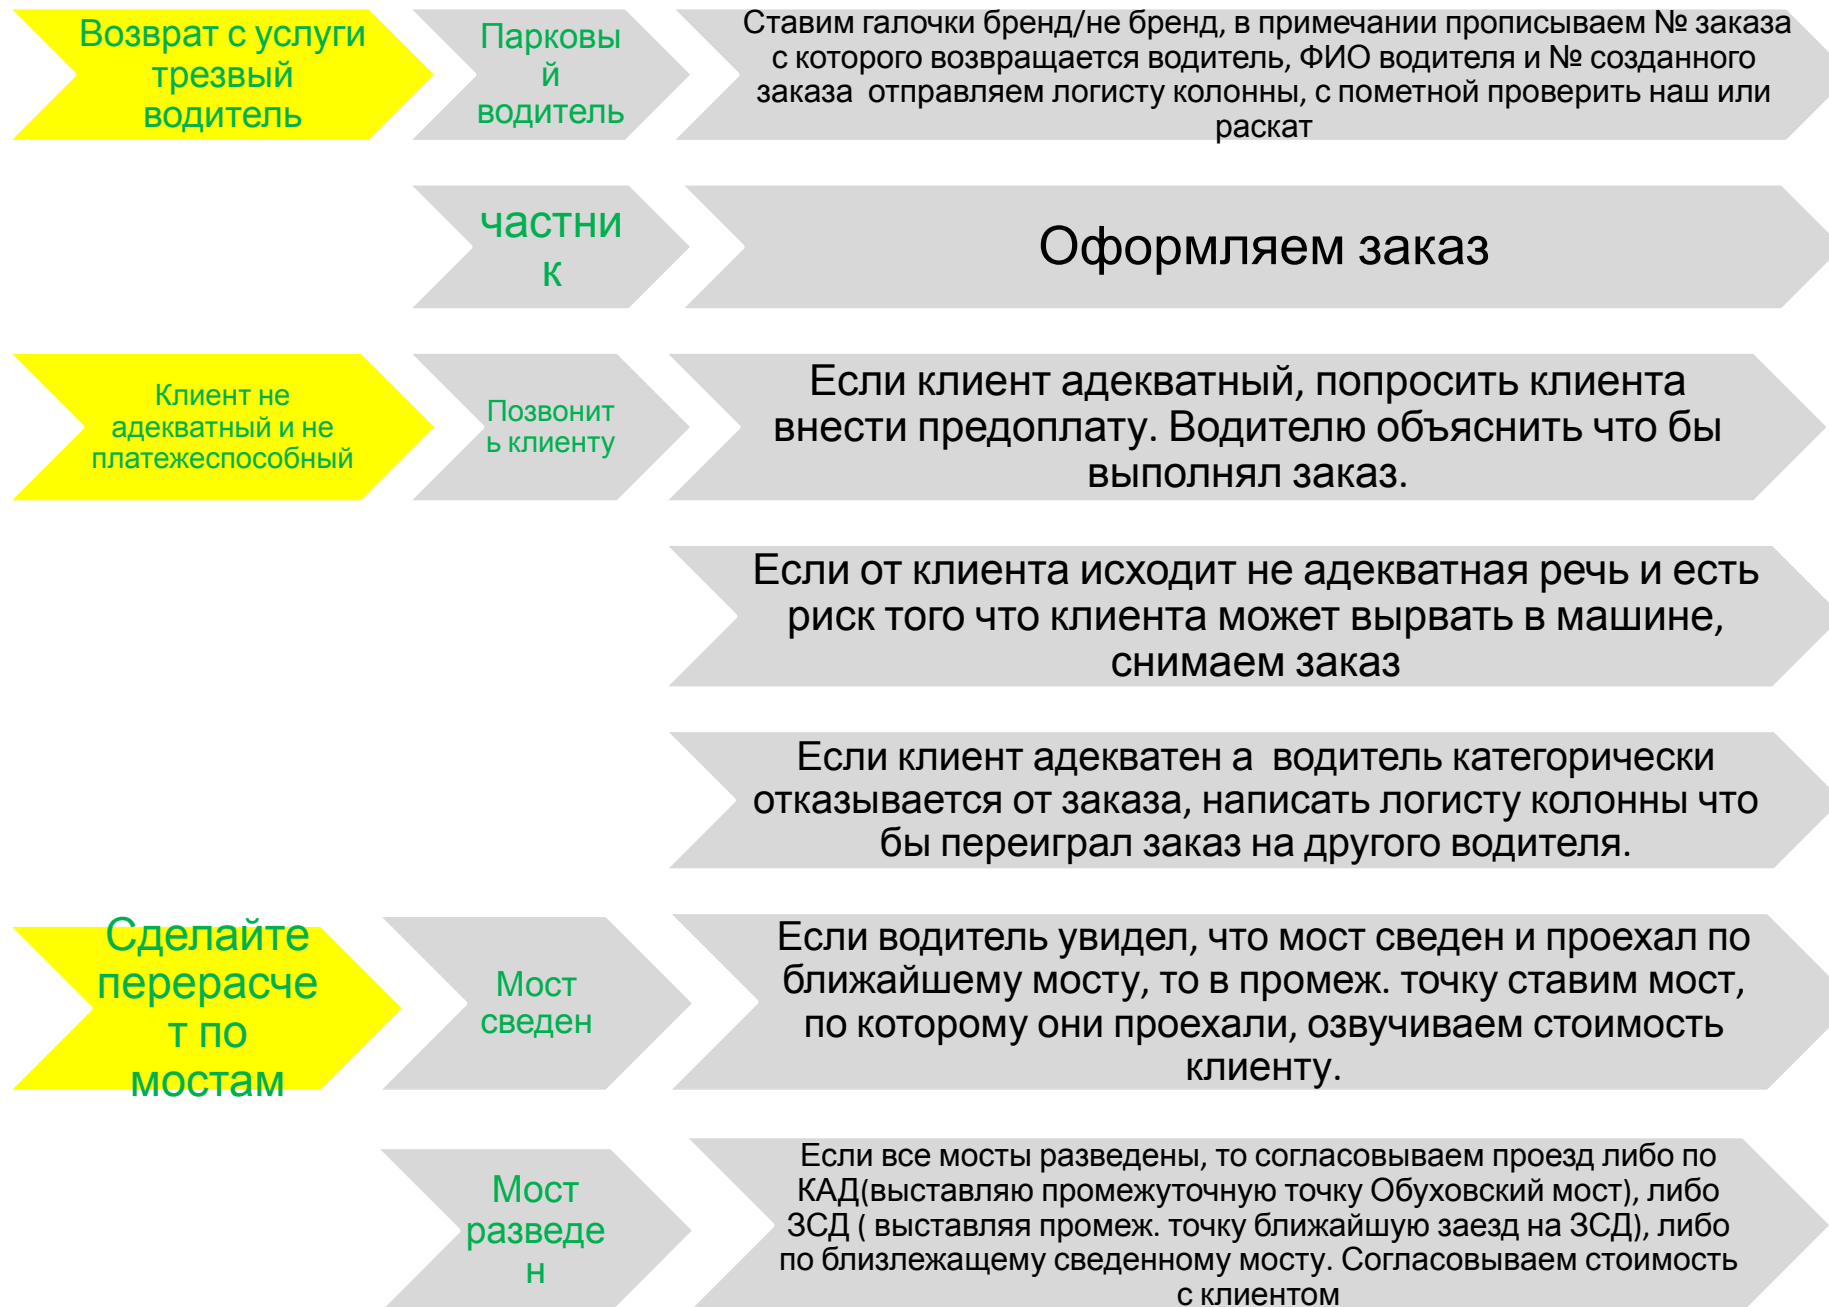 Возврат с услуги
трезвый
водитель
Парковы
й
водитель
Ставим галочки бренд/не бренд, в примечании прописываем № заказа
с которого возвращается водитель, ФИО водителя и № созданного
заказа  отправляем логисту колонны, с пометной проверить наш или
раскат
частни
к
Оформляем заказ
Клиент не
адекватный и не
платежеспособный
Позвонит
ь клиенту
Если клиент адекватный, попросить клиента
внести предоплату. Водителю объяснить что бы
выполнял заказ.
Если от клиента исходит не адекватная речь и есть
риск того что клиента может вырвать в машине,
снимаем заказ
Если клиент адекватен а  водитель категорически
отказывается от заказа, написать логисту колонны что
бы переиграл заказ на другого водителя.
Сделайте
перерасче
т по
мостам
Мост
сведен
Если водитель увидел, что мост сведен и проехал по
ближайшему мосту, то в промеж. точку ставим мост,
по которому они проехали, озвучиваем стоимость
клиенту.
Мост
разведе
н
Если все мосты разведены, то согласовываем проезд либо по
КАД(выставляю промежуточную точку Обуховский мост), либо
ЗСД ( выставляя промеж. точку ближайшую заезд на ЗСД), либо
по близлежащему сведенному мосту. Согласовываем стоимость
с клиентом